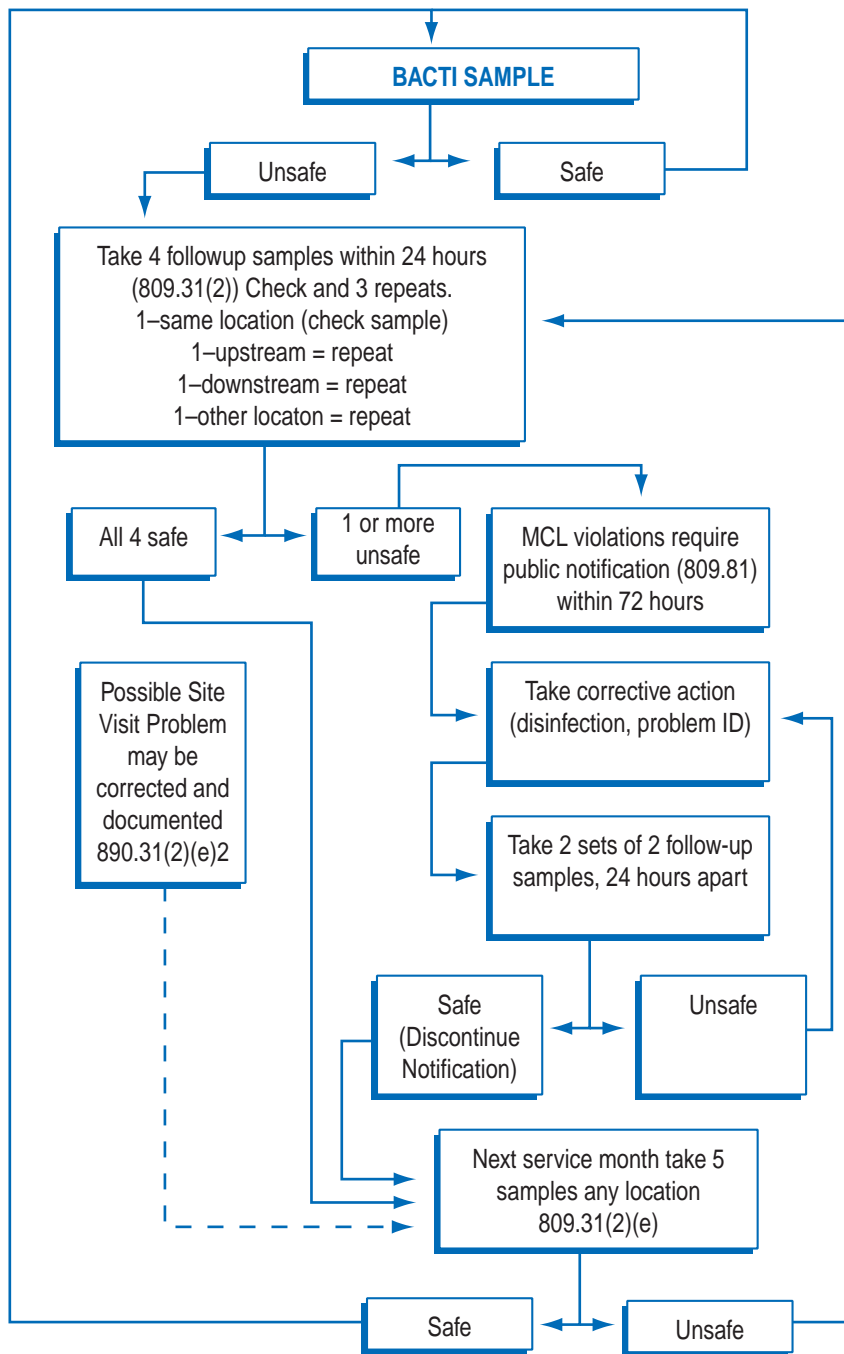 BACTI SAMPLE
Unsafe
Safe
Take 4 followup samples within 24 hours
(809.31(2)) Check and 3 repeats.
1–same location (check sample)
1–upstream = repeat
1–downstream = repeat
1–other locaton = repeat
All 4 safe
1 or more
unsafe
MCL violations require
public notification (809.81)
within 72 hours
Possible Site
Visit Problem
may be
corrected and
documented
890.31(2)(e)2
Take corrective action
(disinfection, problem ID)
Take 2 sets of 2 follow-up
samples, 24 hours apart
Safe
(Discontinue
Notification)
Unsafe
Next service month take 5
samples any location
809.31(2)(e)
Safe
Unsafe